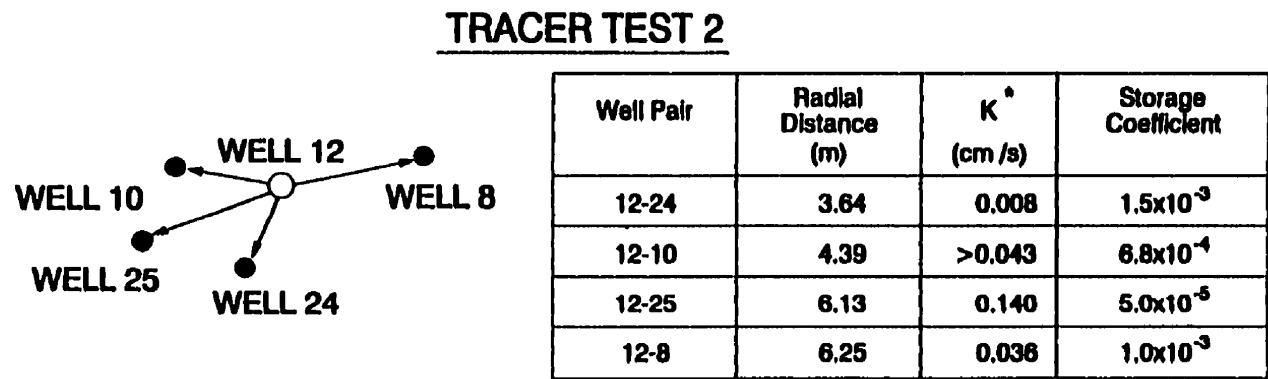 TRACER TEST 2
WELL 12
WELL 10
WELL 8
WELL 25
WELL 24
Well Pair Radial Distance (m) K* (cm /s) Storage Coefficient
12-24 3.64 0.008 1.5x10⁻³
12-10 4.39 >0.043 6.8x10⁻⁴
12-25 6.13 0.140 5.0x10⁻⁵
12-8 6.25 0.036 1.0x10⁻³